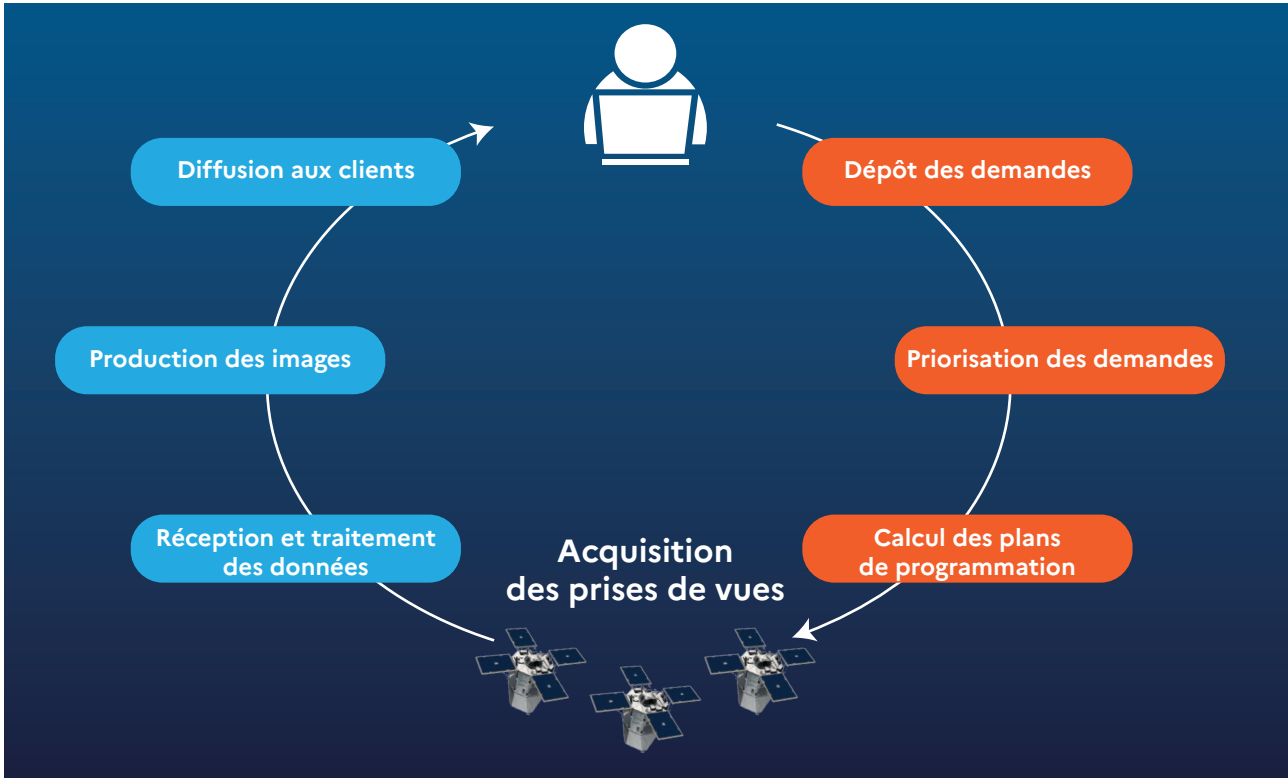 Diffusion aux clients
Dépôt des demandes
Production des images
Priorisation des demandes
Réception et traitement
des données
Acquisition
des prises de vues
Calcul des plans
de programmation